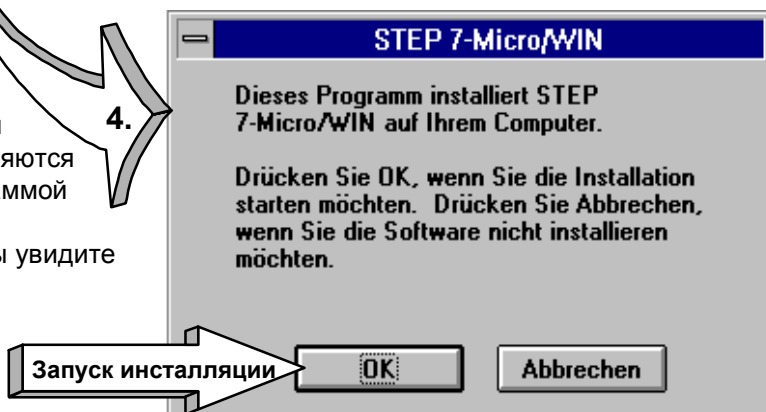 STEP 7-Micro/WIN
4.
Dieses Programm installiert STEP
7-Micro/WIN auf Ihrem Computer.
Drücken Sie OK, wenn Sie die Installation
starten möchten. Drücken Sie Abbrechen,
wenn Sie die Software nicht installieren
möchten.
увидите
Запуск инсталляции
OK
Abbrechen